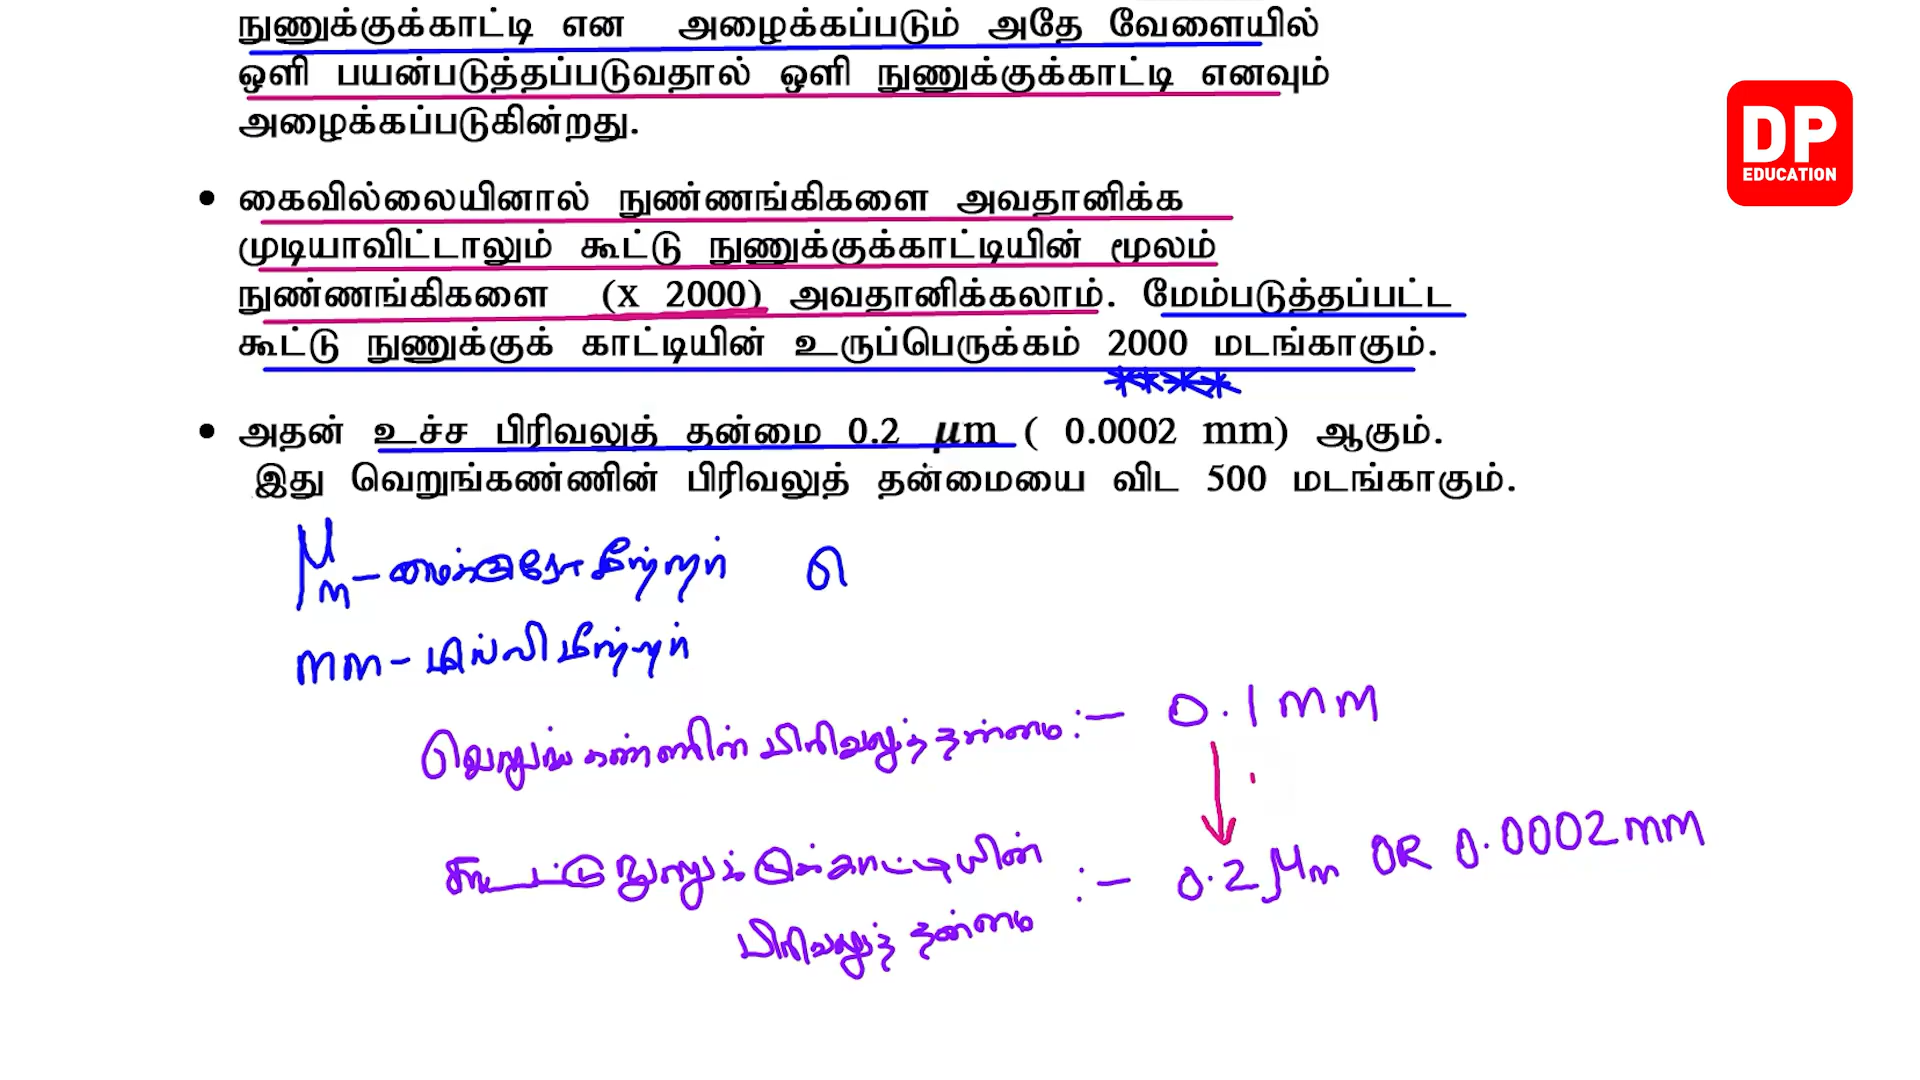 நுணுக்குக்காட்டி என அழைக்கப்படும் அதே வேளையில்
ஒளி பயன்படுத்தப்படுவதால் ஒளி நுணுக்குக்காட்டி எனவும்
அழைக்கப்படுகின்றது.
DP
EDUCATION
• கைவில்லையினால் நுண்ணங்கிகளை அவதானிக்க
முடியாவிட்டாலும் கூட்டு நுணுக்குக்காட்டியின் மூலம்
நுண்ணங்கிகளை (x 2000) அவதானிக்கலாம். மேம்படுத்தப்பட்ட
கூட்டு நுணுக்குக் காட்டியின் உருப்பெருக்கம் 2000 மடங்காகும்.
• அதன் உச்ச பிரிவலுத் தன்மை 0.2 μm ( 0.0002 mm) ஆகும்.
இது வெறுங்கண்ணின் பிரிவலுத் தன்மையை விட 500 மடங்காகும்.
μm - மைக்குரோ மீற்றர்
mm - மில்லி மீற்றர்
வெறுங்கண்ணின் பிரிவலுத் தன்மை :- 0.1 mm
கூட்டு நுணுக்குக்காட்டியின் :- 0.2 μm OR 0.0002 mm
பிரிவலுத் தன்மை